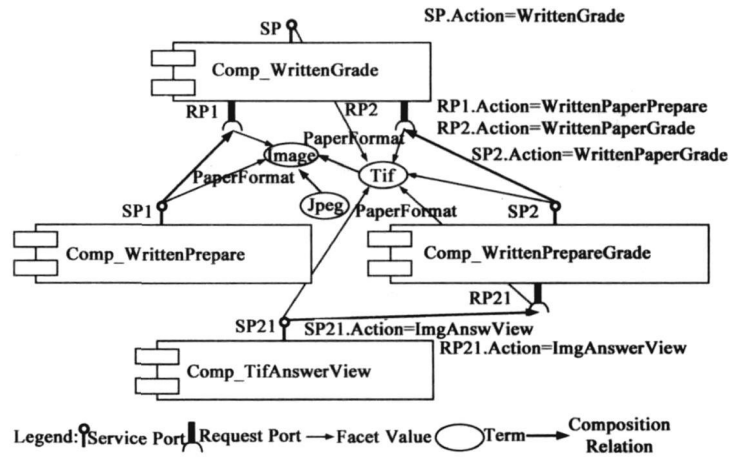 SP
SP.Action=WrittenGrade
Comp_WrittenGrade
RP1
RP2
RP1.Action=WrittenPaperPrepare
PaperFormat
RP2.Action=WrittenPaperGrade
Image
SP2.Action=WrittenPaperGrade
Tif
PaperFormat
SP1
Jpeg
PaperFormat
SP2
Comp_WrittenPrepare
Comp_WrittenPrepareGrade
RP21
SP21
SP21.Action=ImgAnswView
RP21.Action=ImgAnswerView
Comp_TifAnswerView
Legend: Service Port Request Port Facet Value Term Composition
Relation